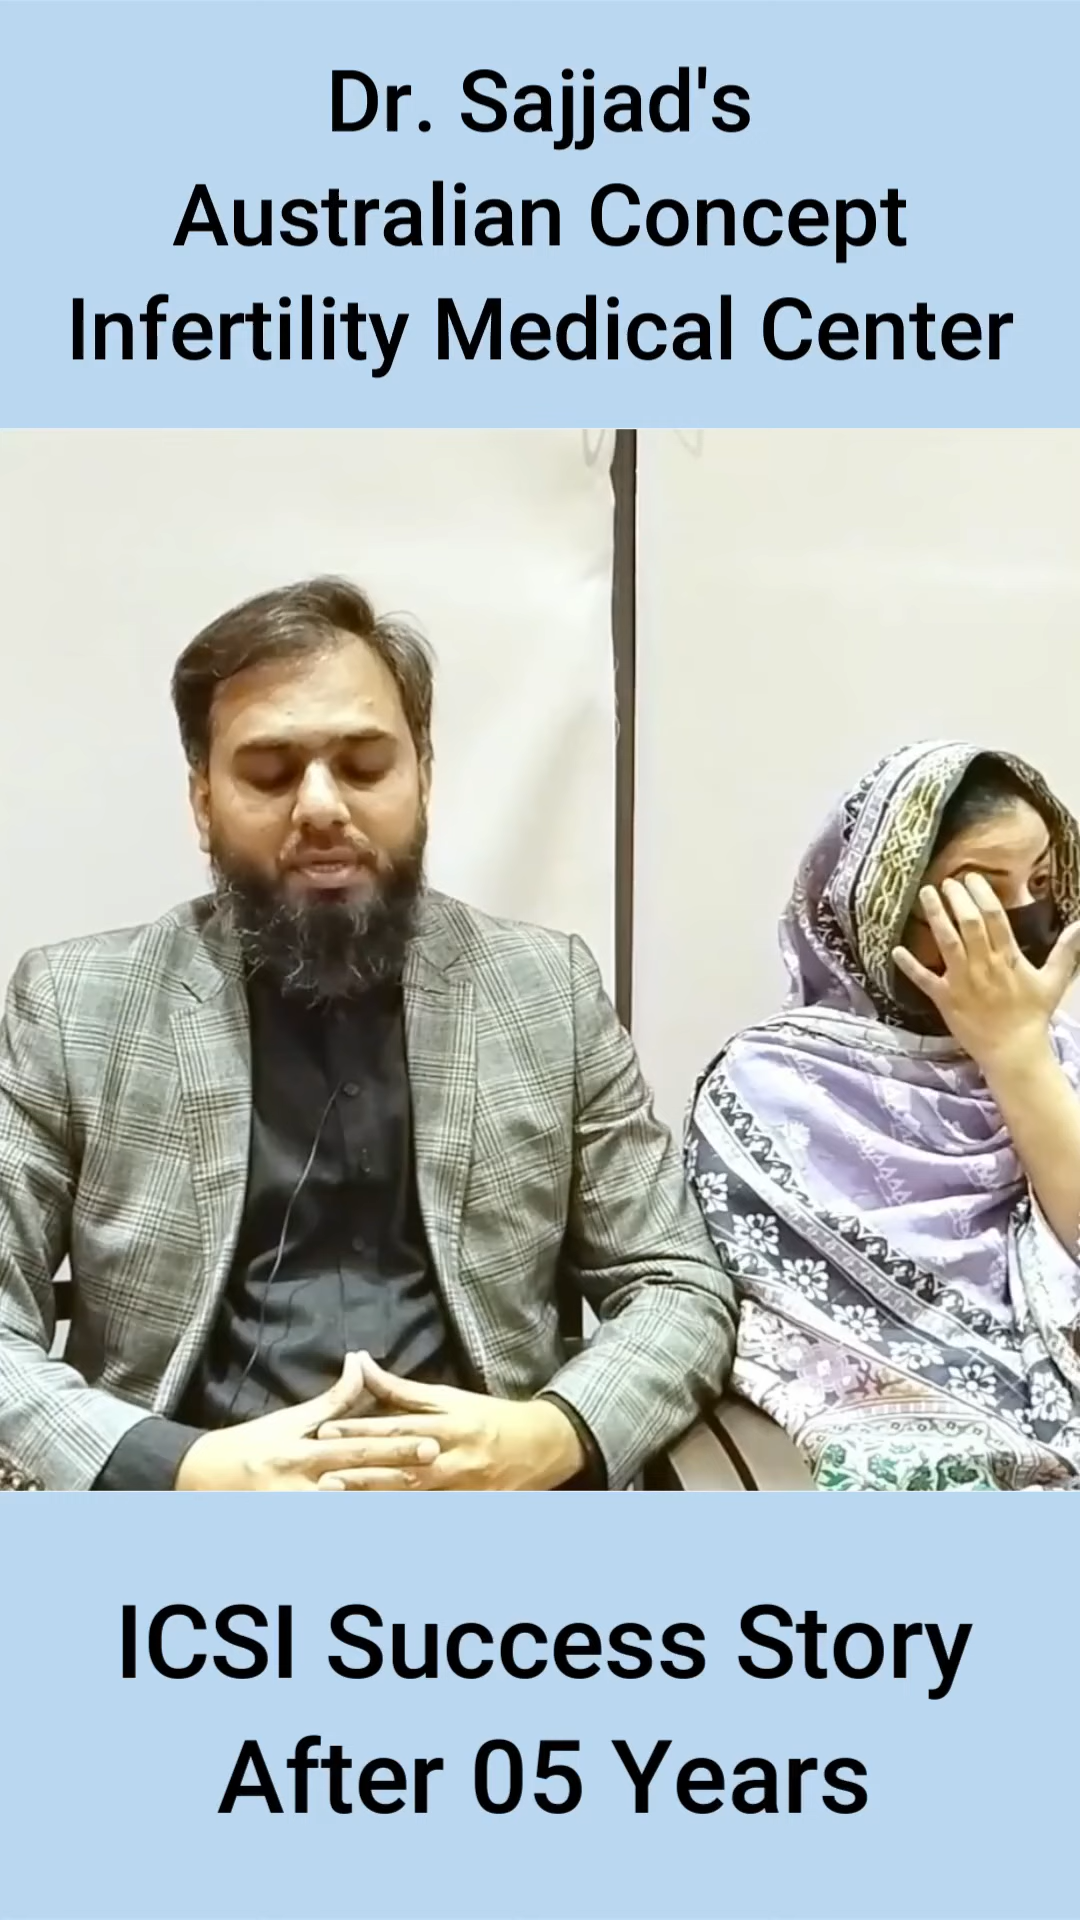 Dr. Sajjad's
Australian Concept
Infertility Medical Center
ICSI Success Story
After 05 Years